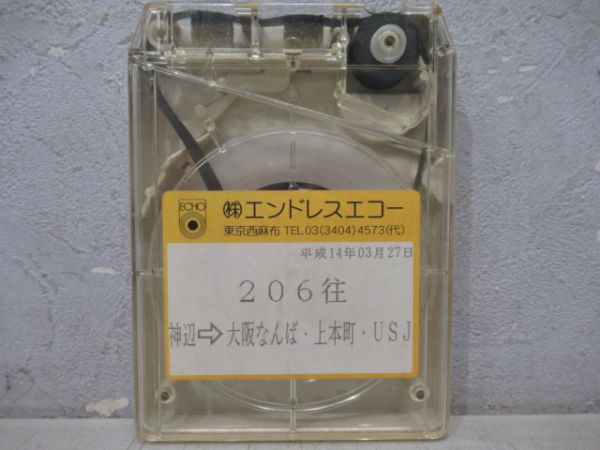 ECHO
㈱エンドレスエコー
東京西麻布 TEL 03(3404)4573(代)
平成14年03月27日
206往
神辺⇨大阪なんば・上本町・USJ